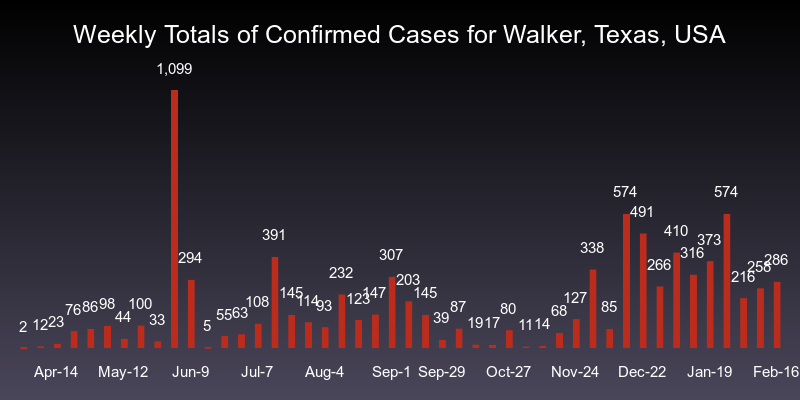 Weekly Totals of Confirmed Cases for Walker, Texas, USA
2 12 23 76 86 98 44 100 33 1,099 294 5 55 63 108 391 145 114 93 232 123 147 307 203 145 39 87 19 17 80 11 14 68 127 338 85 574 491 266 410 316 373 574 216 258 286
Apr-14 May-12 Jun-9 Jul-7 Aug-4 Sep-1 Sep-29 Oct-27 Nov-24 Dec-22 Jan-19 Feb-16